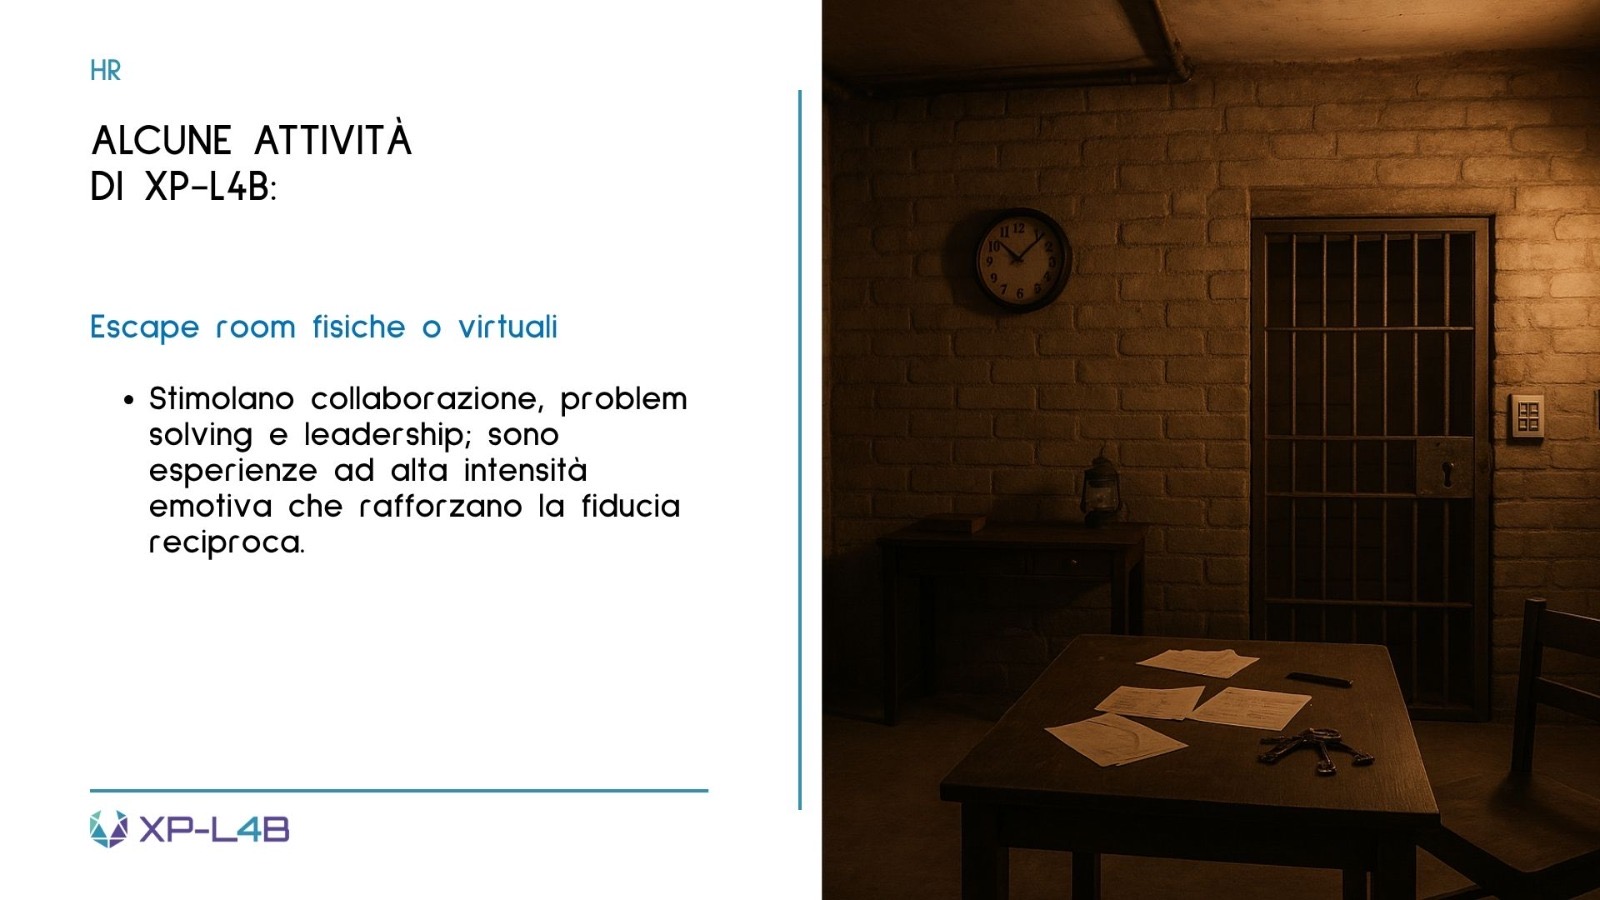 HR
ALCUNE ATTIVITÀ
DI XP-L4B:
Escape room fisiche o virtuali
• Stimolano collaborazione, problem
solving e leadership; sono
esperienze ad alta intensità
emotiva che rafforzano la fiducia
reciproca.
XP-L4B